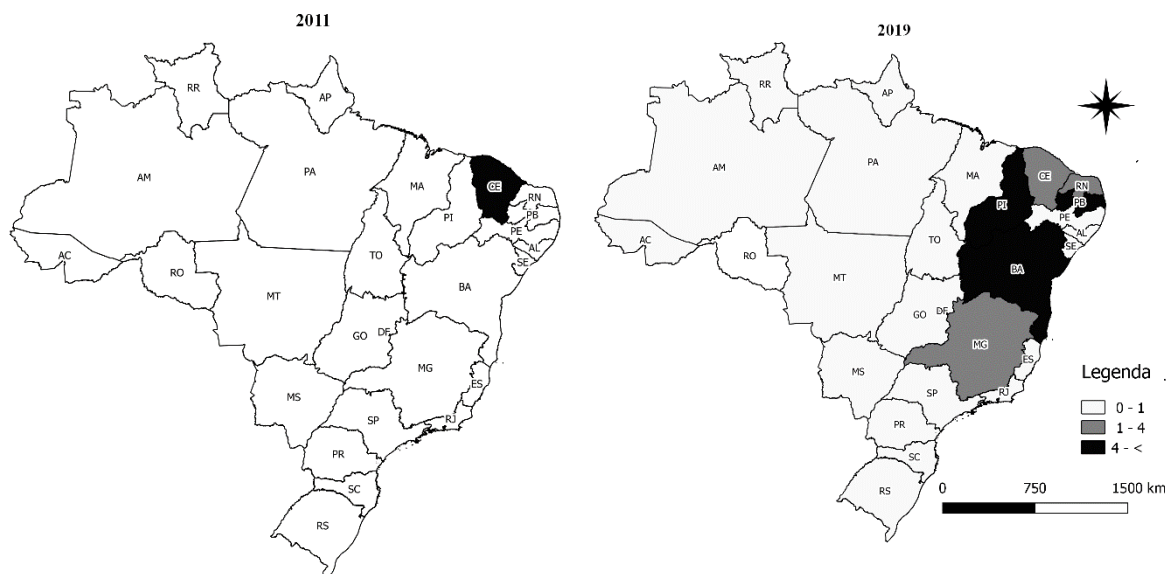 2011
RR
AP
AM
PA
MA
CE
RN
PB
PI
PE
AL
SE
AC
RO
TO
BA
MT
GO
DF
MG
ES
MS
SP
RJ
PR
SC
RS
2019
RR
AP
AM
PA
MA
CE
RN
PB
PI
PE
AL
SE
AC
RO
TO
BA
MT
GO
DF
MG
ES
MS
SP
RJ
PR
SC
RS
Legenda
0 - 1
1 - 4
4 - <
0 750 1500 km